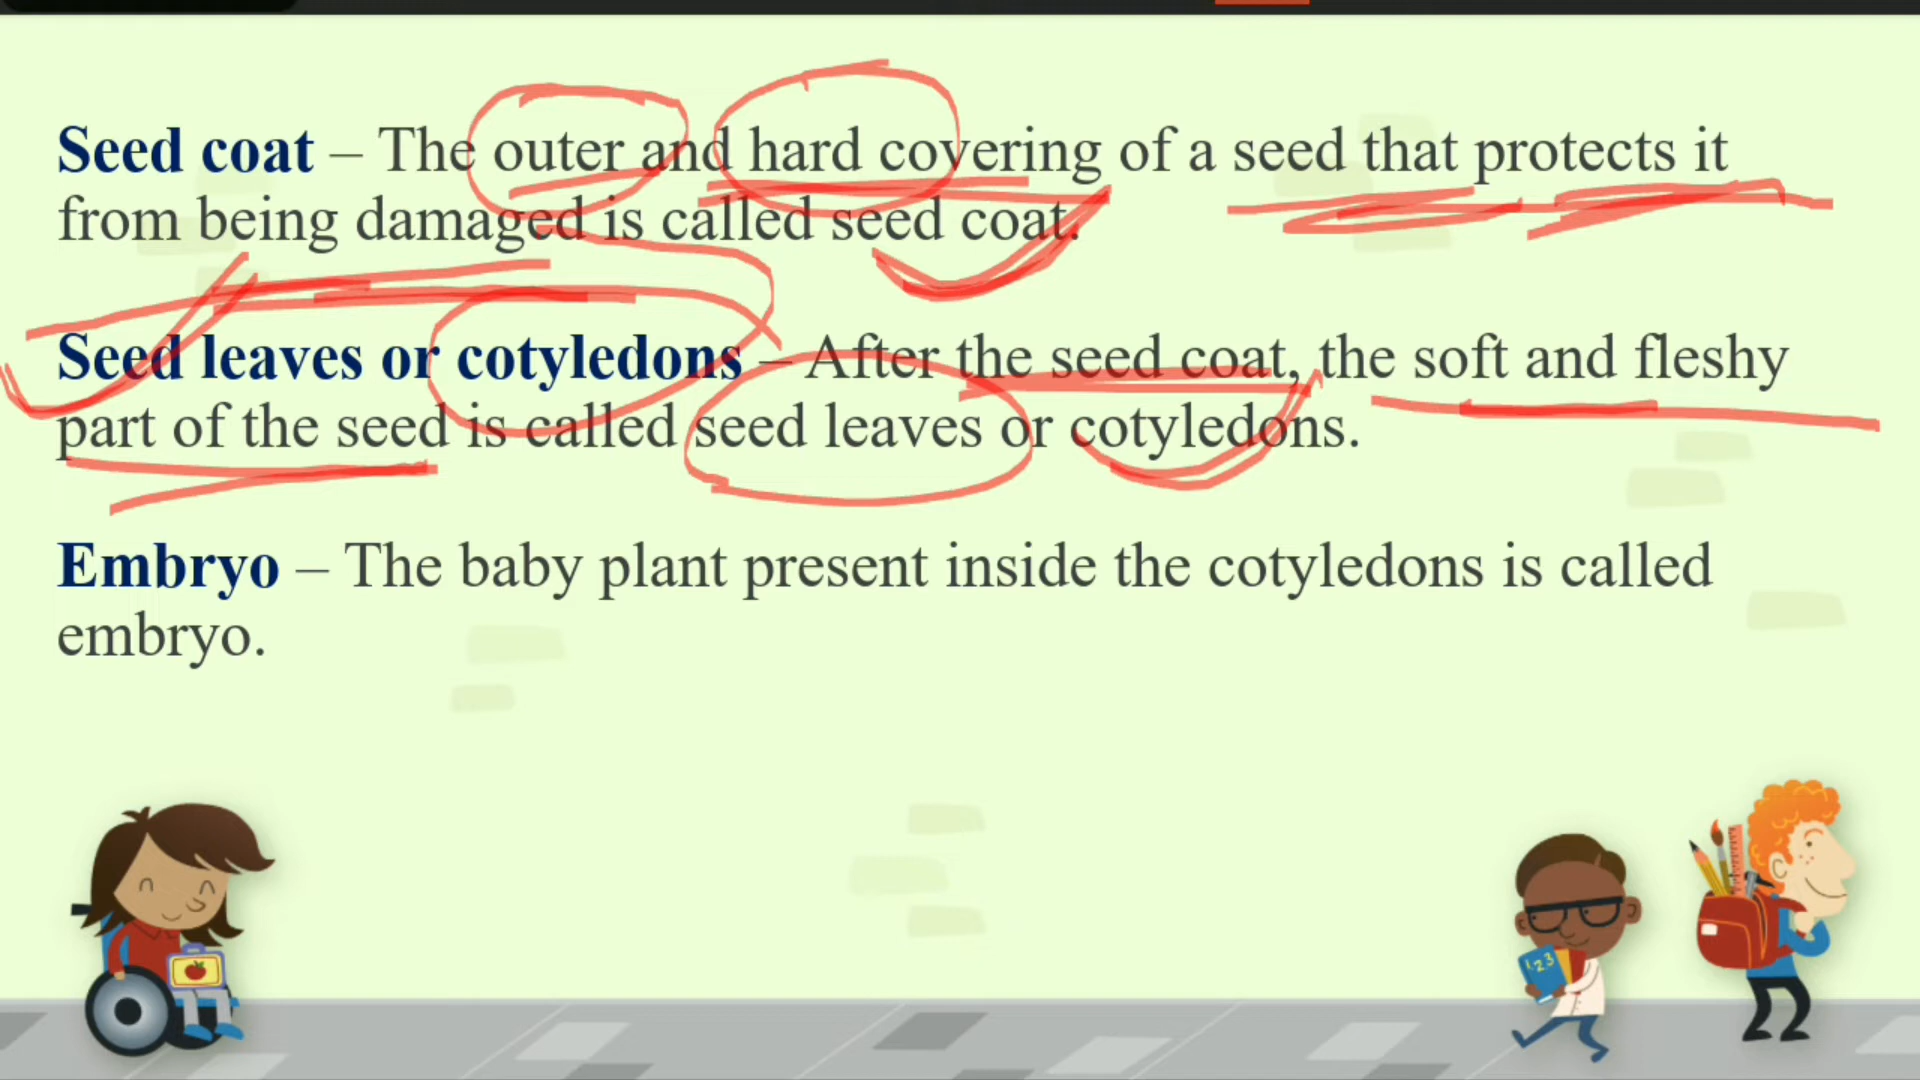 Seed coat – The outer and hard covering of a seed that protects it
from being damaged is called seed coat.
Seed leaves or cotyledons – After the seed coat, the soft and fleshy
part of the seed is called seed leaves or cotyledons.
Embryo – The baby plant present inside the cotyledons is called
embryo.
123